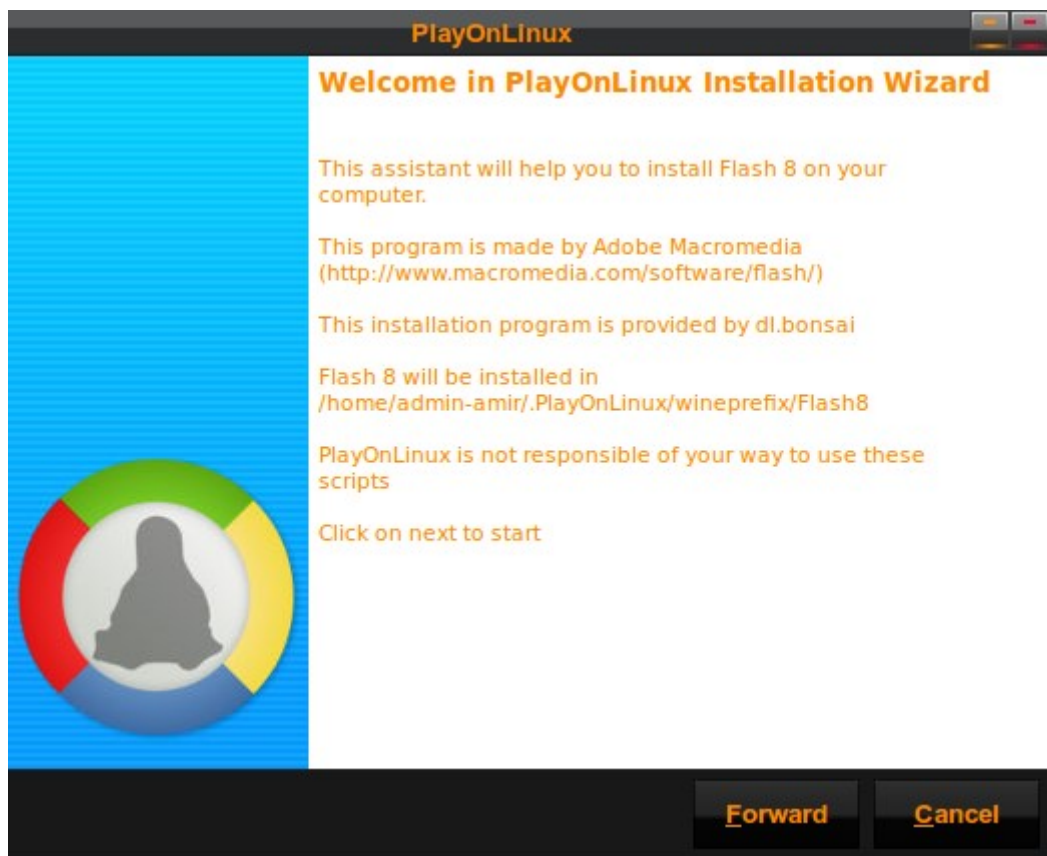 PlayOnLinux
Welcome in PlayOnLinux Installation Wizard
This assistant will help you to install Flash 8 on your
computer.
This program is made by Adobe Macromedia
(http://www.macromedia.com/software/flash/)
This installation program is provided by dl.bonsai
Flash 8 will be installed in
/home/admin-amir/.PlayOnLinux/wineprefix/Flash8
PlayOnLinux is not responsible of your way to use these
scripts
Click on next to start
Forward
Cancel